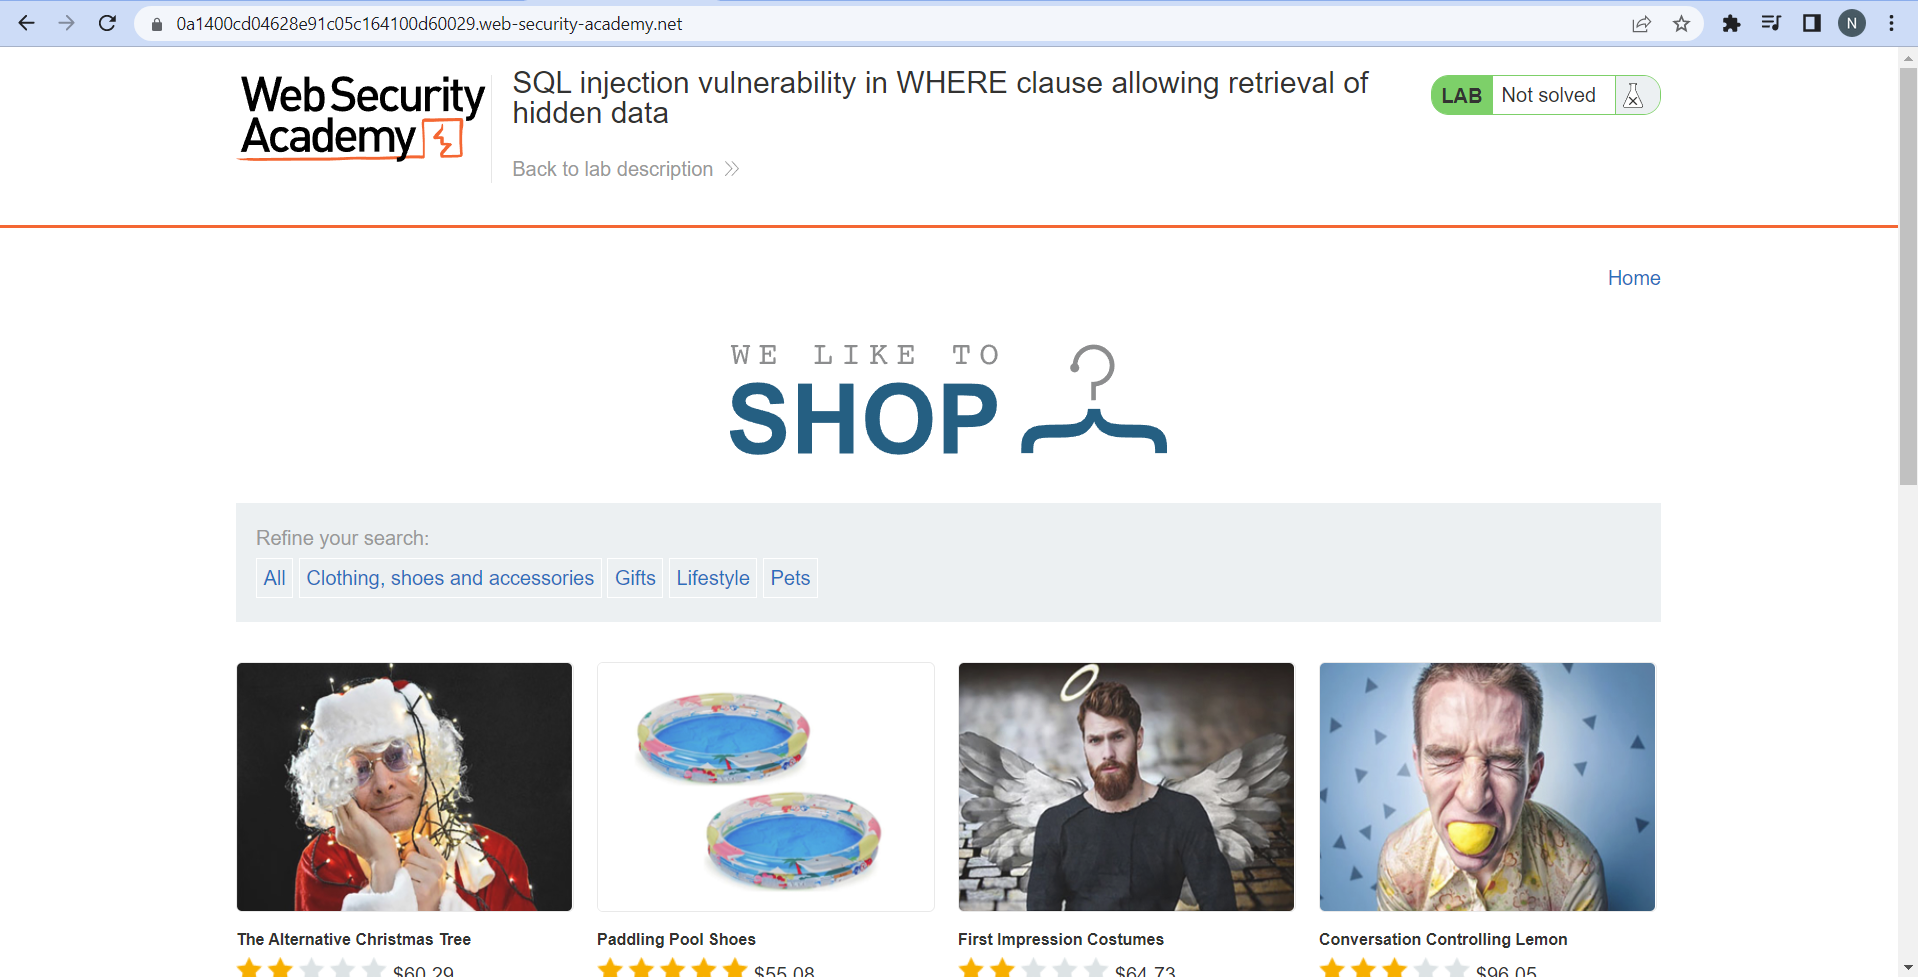 0a1400cd04628e91c05c164100d60029.web-security-academy.net
N
Web Security
Academy
SQL injection vulnerability in WHERE clause allowing retrieval of
hidden data
Back to lab description
LAB Not solved
Home
WE LIKE TO
SHOP
Refine your search:
All Clothing, shoes and accessories Gifts Lifestyle Pets
The Alternative Christmas Tree
Paddling Pool Shoes
First Impression Costumes
Conversation Controlling Lemon
$60.29
$55.08
$64.73
$96.05